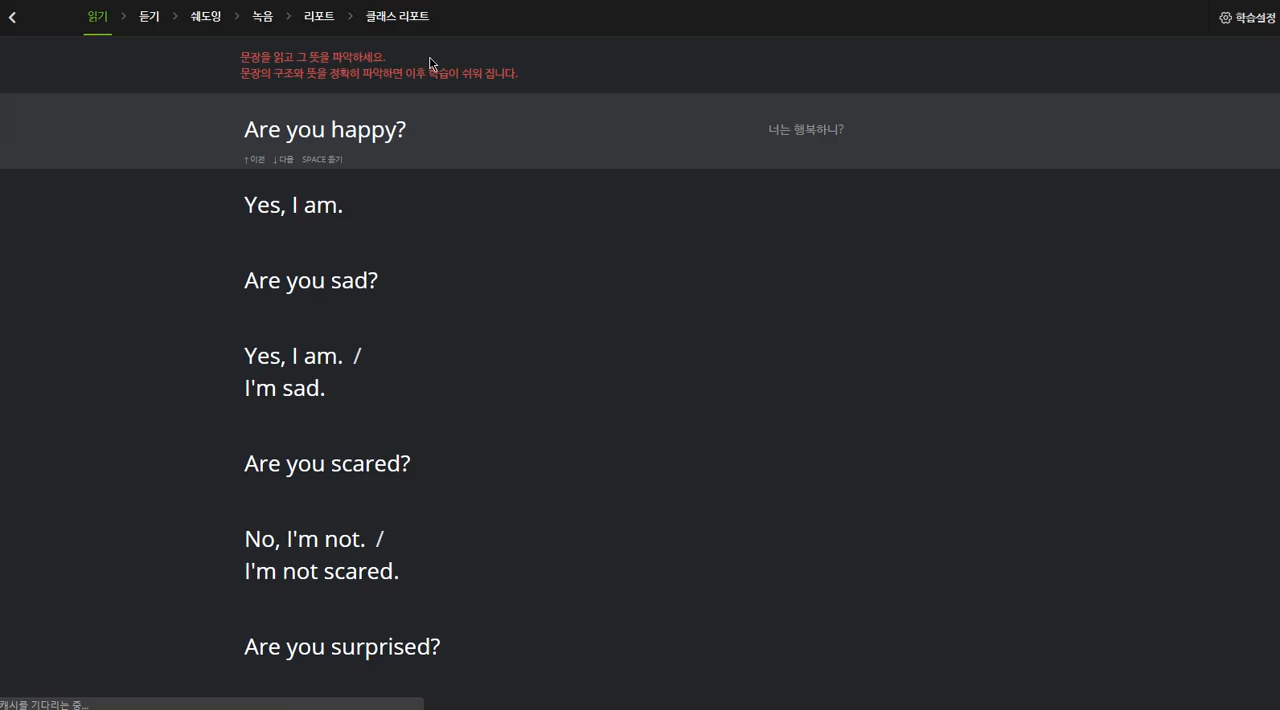 읽기 > 듣기 > 쉐도잉 > 녹음 > 리포트 > 클래스 리포트 학습설정
문장을 읽고 그 뜻을 파악하세요.
문장의 구조와 뜻을 정확히 파악하면 이후 학습이 쉬워 집니다.
Are you happy? 너는 행복하니?
↑이전 ↓다음 SPACE 듣기
Yes, I am.
Are you sad?
Yes, I am. /
I'm sad.
Are you scared?
No, I'm not. /
I'm not scared.
Are you surprised?
캐시를 기다리는 중...